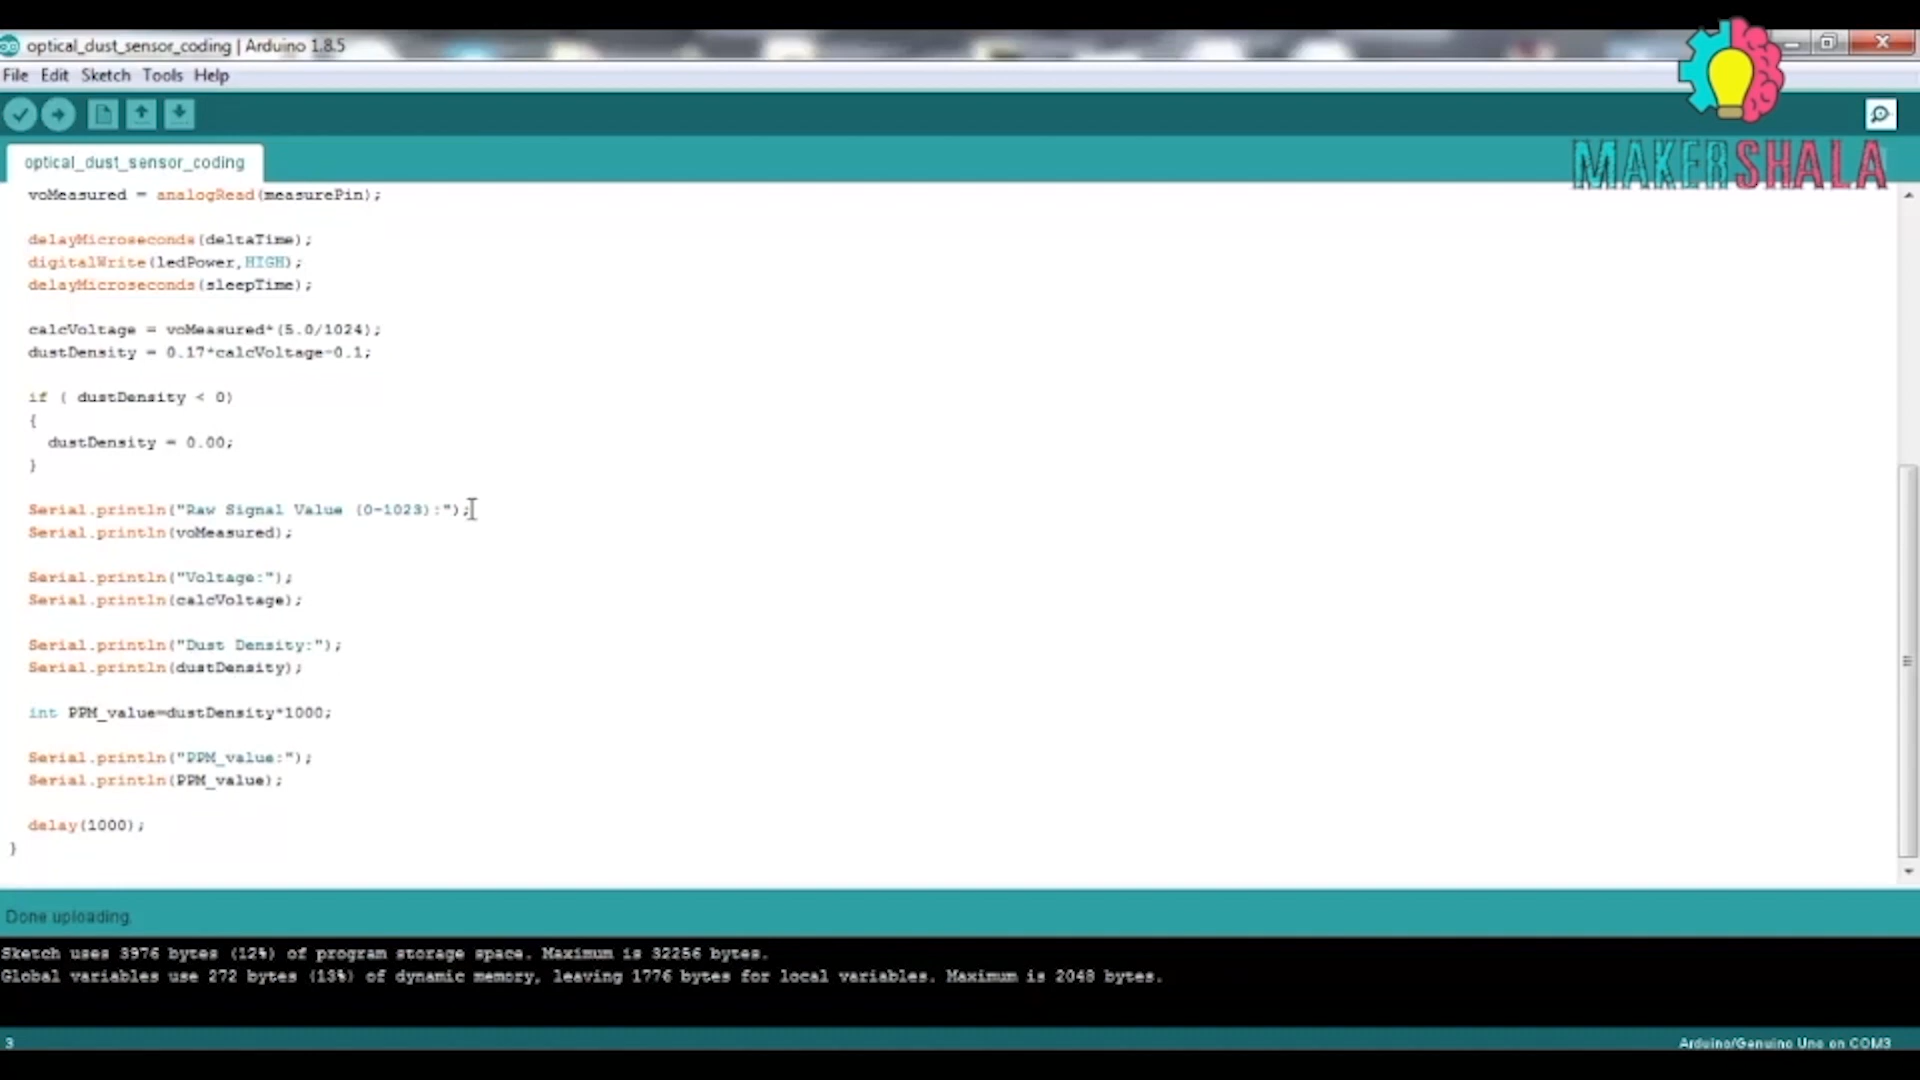 optical_dust_sensor_coding | Arduino 1.8.5
File Edit Sketch Tools Help
MAKERSHALA
optical_dust_sensor_coding
voMeasured = analogRead(measurePin);
delayMicroseconds(deltaTime);
digitalWrite(ledPower,HIGH);
delayMicroseconds(sleepTime);
calcVoltage = voMeasured*(5.0/1024);
dustDensity = 0.17*calcVoltage-0.1;
if ( dustDensity < 0)
{
dustDensity = 0.00;
}
Serial.println("Raw Signal Value (0-1023):");
Serial.println(voMeasured);
Serial.println("Voltage:");
Serial.println(calcVoltage);
Serial.println("Dust Density:");
Serial.println(dustDensity);
int PPM_value=dustDensity*1000;
Serial.println("PPM_value:");
Serial.println(PPM_value);
delay(1000);
}
Done uploading.
Sketch uses 3976 bytes (12%) of program storage space. Maximum is 32256 bytes.
Global variables use 272 bytes (13%) of dynamic memory, leaving 1776 bytes for local variables. Maximum is 2048 bytes.
3
Arduino/Genuino Uno on COM3